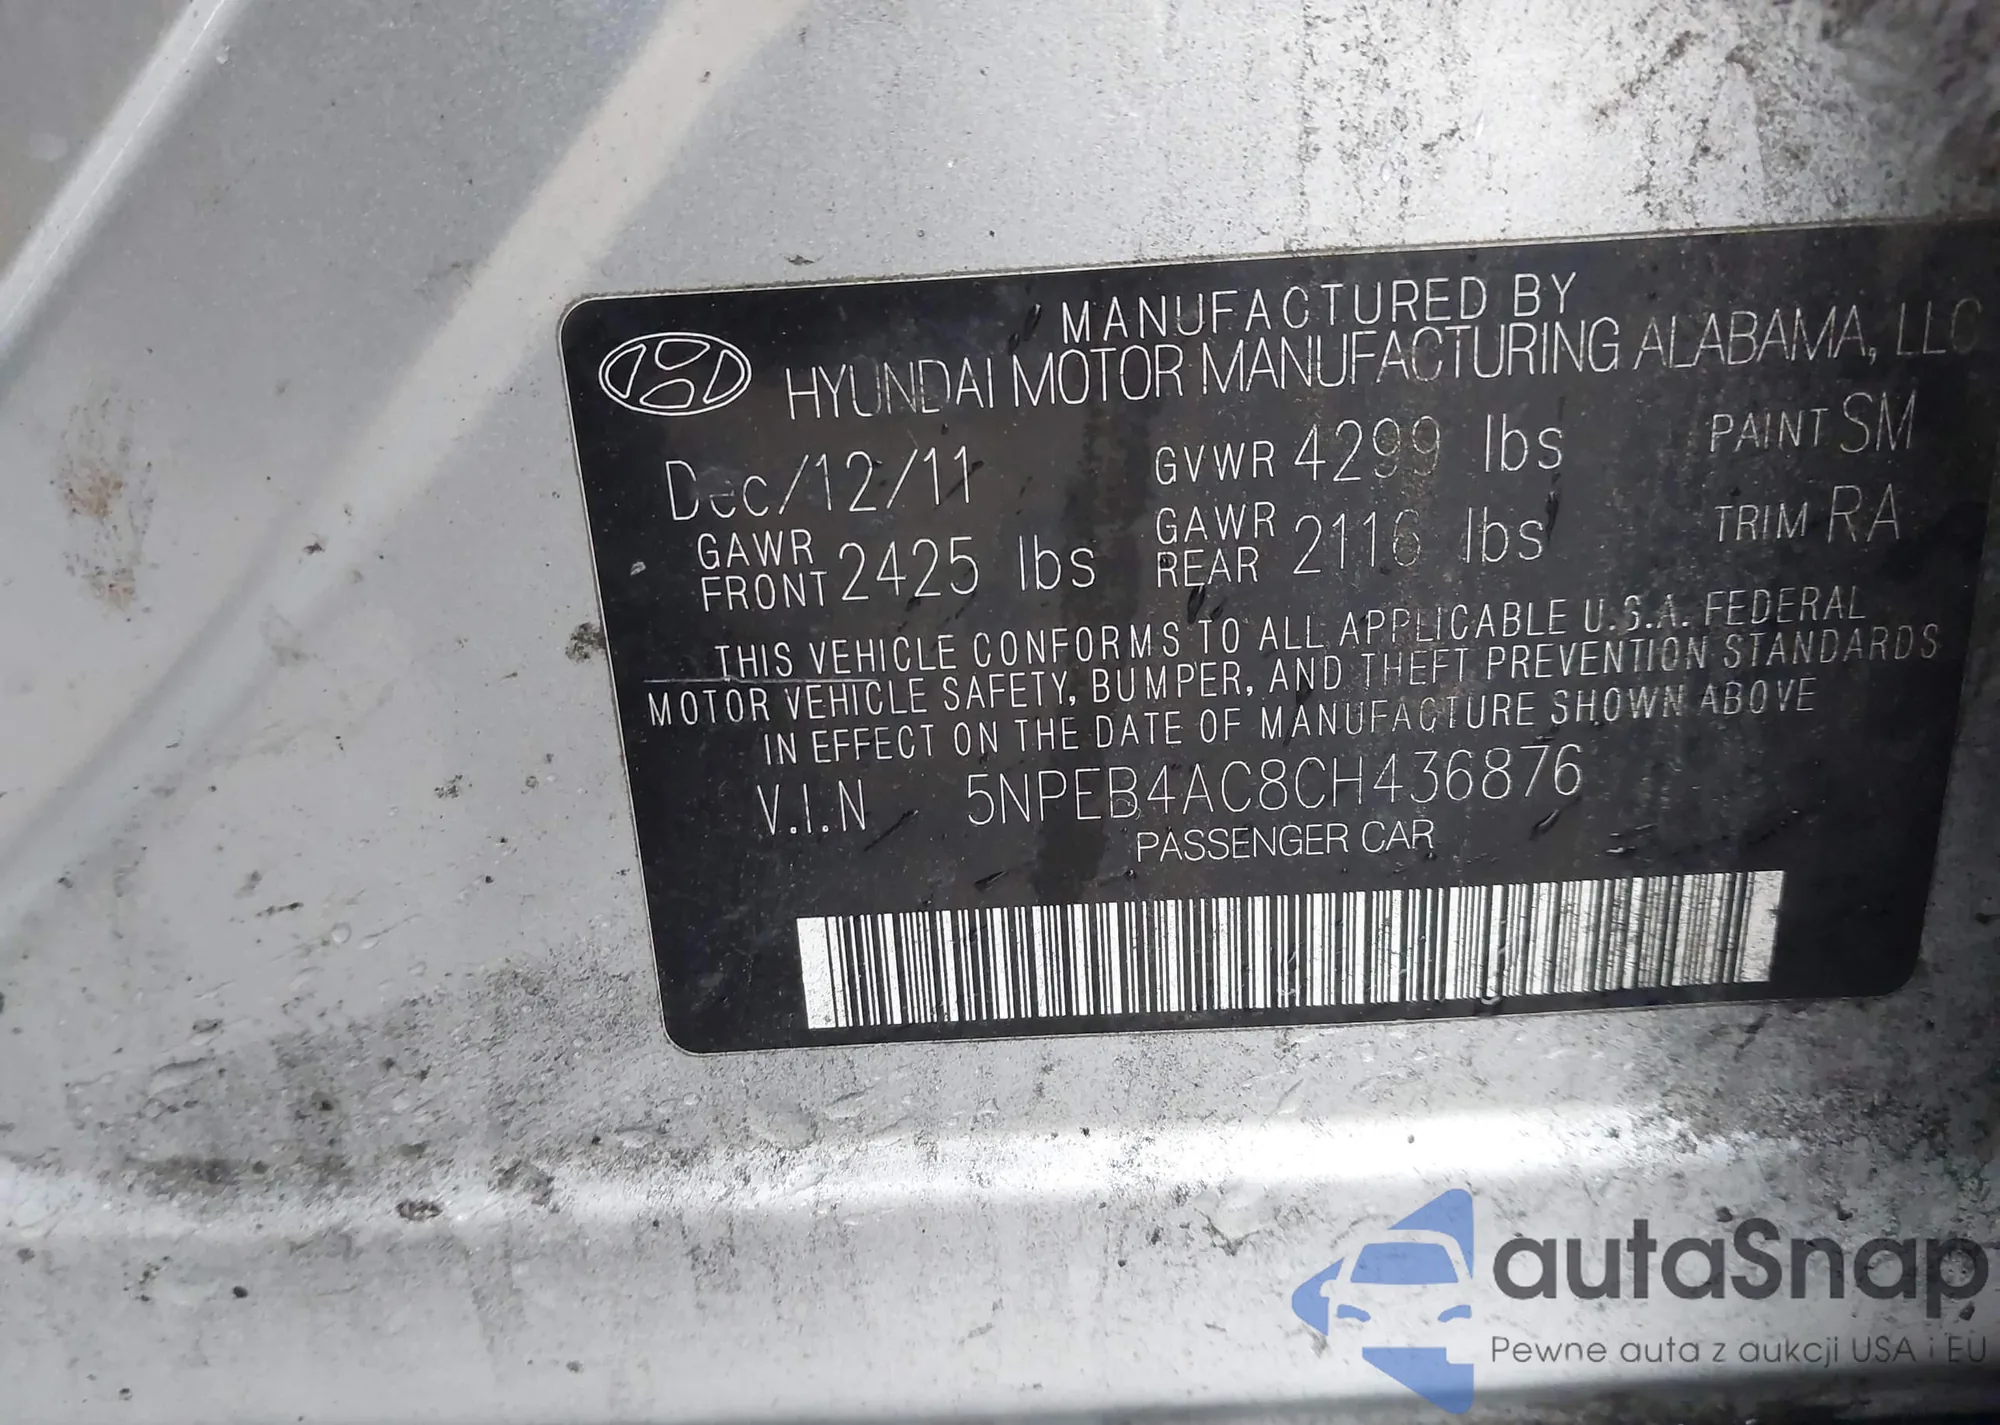 MANUFACTURED BY
HYUNDAI MOTOR MANUFACTURING ALABAMA, LLC
Dec/12/11 GVWR 4299 lbs PAINT SM
GAWR FRONT 2425 lbs GAWR REAR 2116 lbs TRIM RA
THIS VEHICLE CONFORMS TO ALL APPLICABLE U.S.A. FEDERAL
MOTOR VEHICLE SAFETY, BUMPER, AND THEFT PREVENTION STANDARDS
IN EFFECT ON THE DATE OF MANUFACTURE SHOWN ABOVE
V.I.N 5NPEB4AC8CH436876
PASSENGER CAR
autaSnap
Pewne auta z aukcji USA i EU